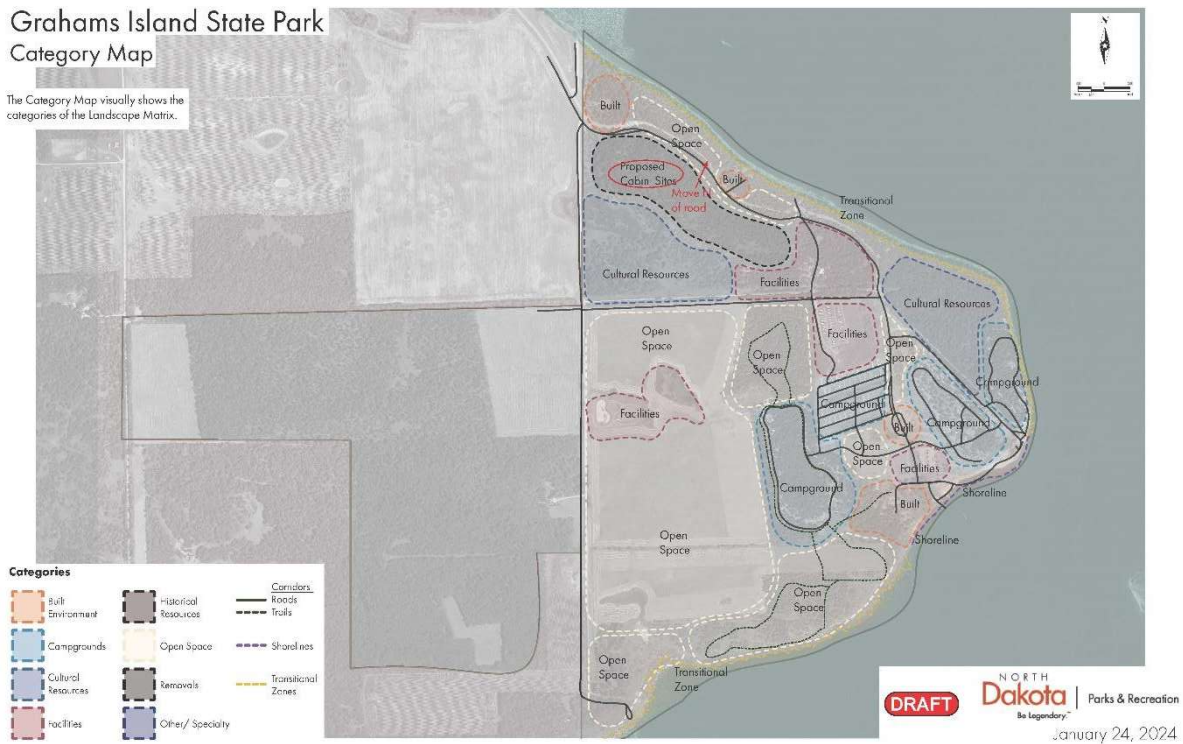 Grahams Island State Park
Category Map
The Category Map visually shows the
categories of the Landscape Matrix.
N
Built
Open
Space
Proposed
Cabin Sites
Built
Move N
of road
Transitional
Zone
Cultural Resources
Facilities
Cultural Resources
Open
Space
Facilities
Open
Space
Open
Space
Campground
Facilities
Campground
Campground
Built
Open
Space
Facilities
Campground
Shoreline
Built
Shoreline
Open
Space
Open
Space
Open
Space
Transitional
Zone
Categories
Built
Environment
Campgrounds
Cultural
Resources
Facilities
Historical
Resources
Open Space
Removals
Other/ Specialty
Corridors
Roads
Trails
Shorelines
Transitional
Zones
DRAFT
NORTH
Dakota
Be Legendary.™
Parks & Recreation
January 24, 2024